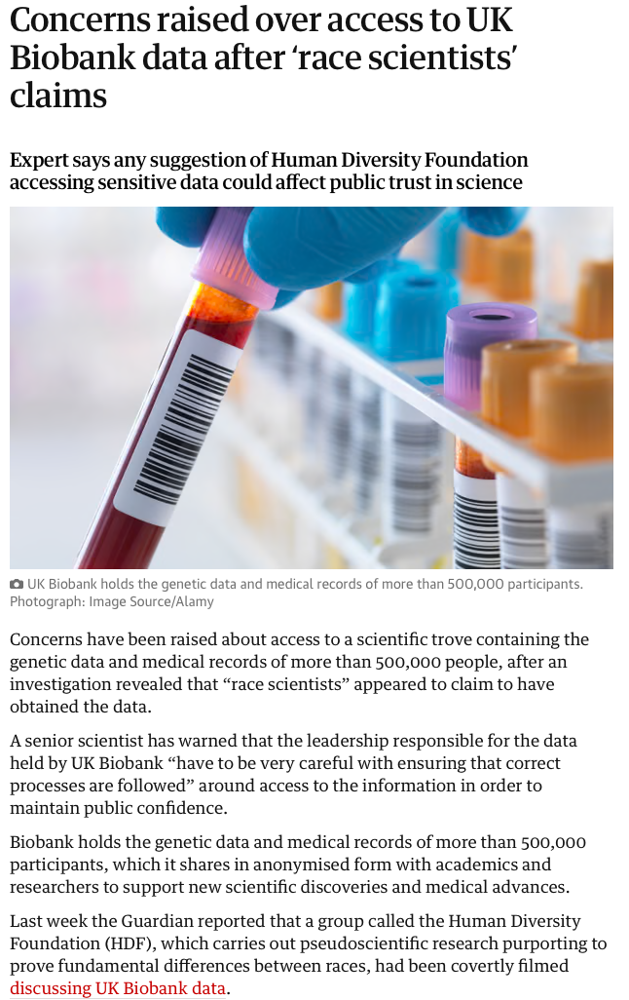 Concerns raised over access to UK
Biobank data after ‘race scientists’
claims
Expert says any suggestion of Human Diversity Foundation
accessing sensitive data could affect public trust in science
UK Biobank holds the genetic data and medical records of more than 500,000 participants.
Photograph: Image Source/Alamy
Concerns have been raised about access to a scientific trove containing the
genetic data and medical records of more than 500,000 people, after an
investigation revealed that “race scientists” appeared to claim to have
obtained the data.
A senior scientist has warned that the leadership responsible for the data
held by UK Biobank “have to be very careful with ensuring that correct
processes are followed” around access to the information in order to
maintain public confidence.
Biobank holds the genetic data and medical records of more than 500,000
participants, which it shares in anonymised form with academics and
researchers to support new scientific discoveries and medical advances.
Last week the Guardian reported that a group called the Human Diversity
Foundation (HDF), which carries out pseudoscientific research purporting to
prove fundamental differences between races, had been covertly filmed
discussing UK Biobank data.